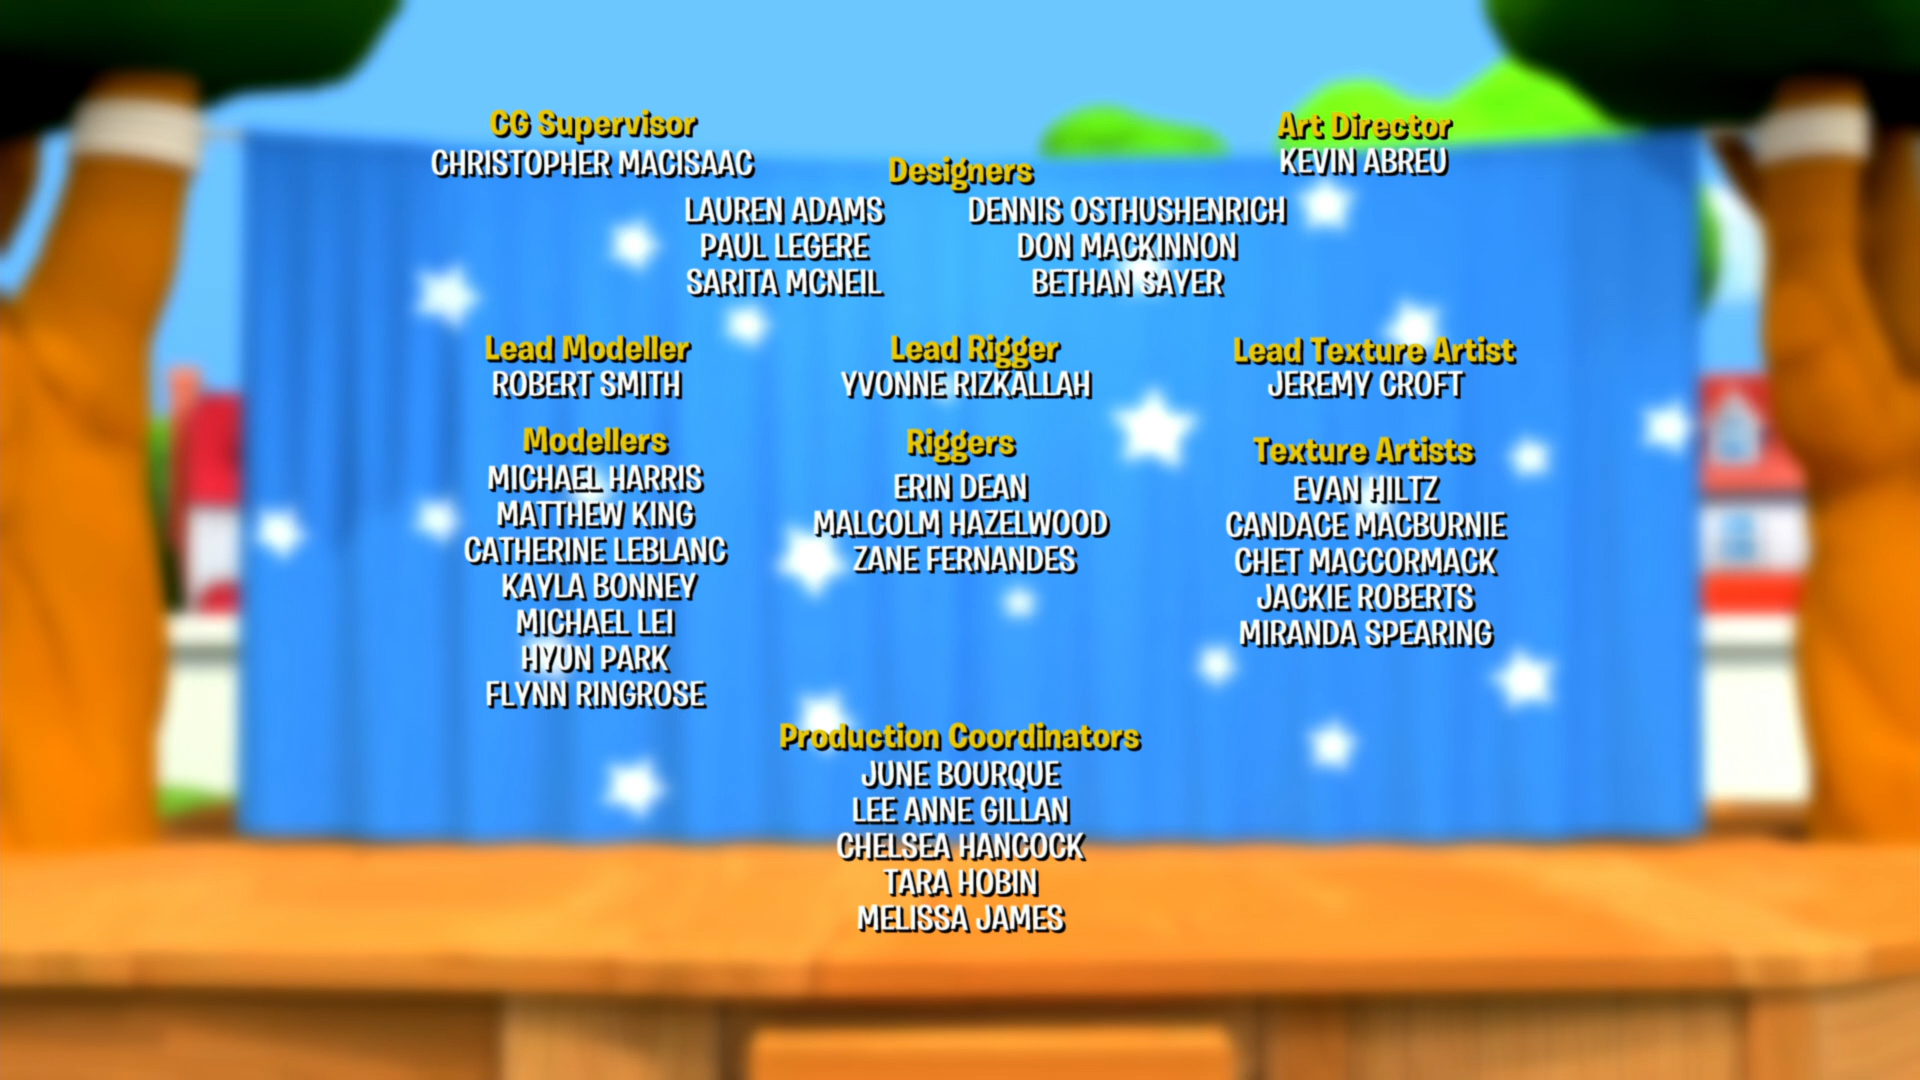 CG Supervisor
CHRISTOPHER MACISAAC
Art Director
KEVIN ABREU
Designers
LAUREN ADAMS DENNIS OSTHUSHENRICH
PAUL LEGERE DON MACKINNON
SARITA MCNEIL BETHAN SAYER
Lead Modeller
ROBERT SMITH
Lead Rigger
YVONNE RIZKALLAH
Lead Texture Artist
JEREMY CROFT
Modellers
MICHAEL HARRIS
MATTHEW KING
CATHERINE LEBLANC
KAYLA BONNEY
MICHAEL LEI
HYUN PARK
FLYNN RINGROSE
Riggers
ERIN DEAN
MALCOLM HAZELWOOD
ZANE FERNANDES
Texture Artists
EVAN HILTZ
CANDACE MACBURNIE
CHET MACCORMACK
JACKIE ROBERTS
MIRANDA SPEARING
Production Coordinators
JUNE BOURQUE
LEE ANNE GILLAN
CHELSEA HANCOCK
TARA HOBIN
MELISSA JAMES